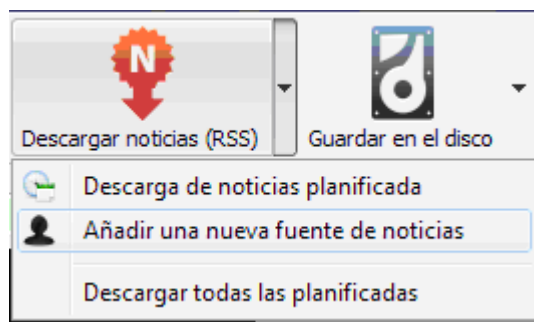 N
Descargar noticias (RSS)
Guardar en el disco
Descarga de noticias planificada
Añadir una nueva fuente de noticias
Descargar todas las planificadas